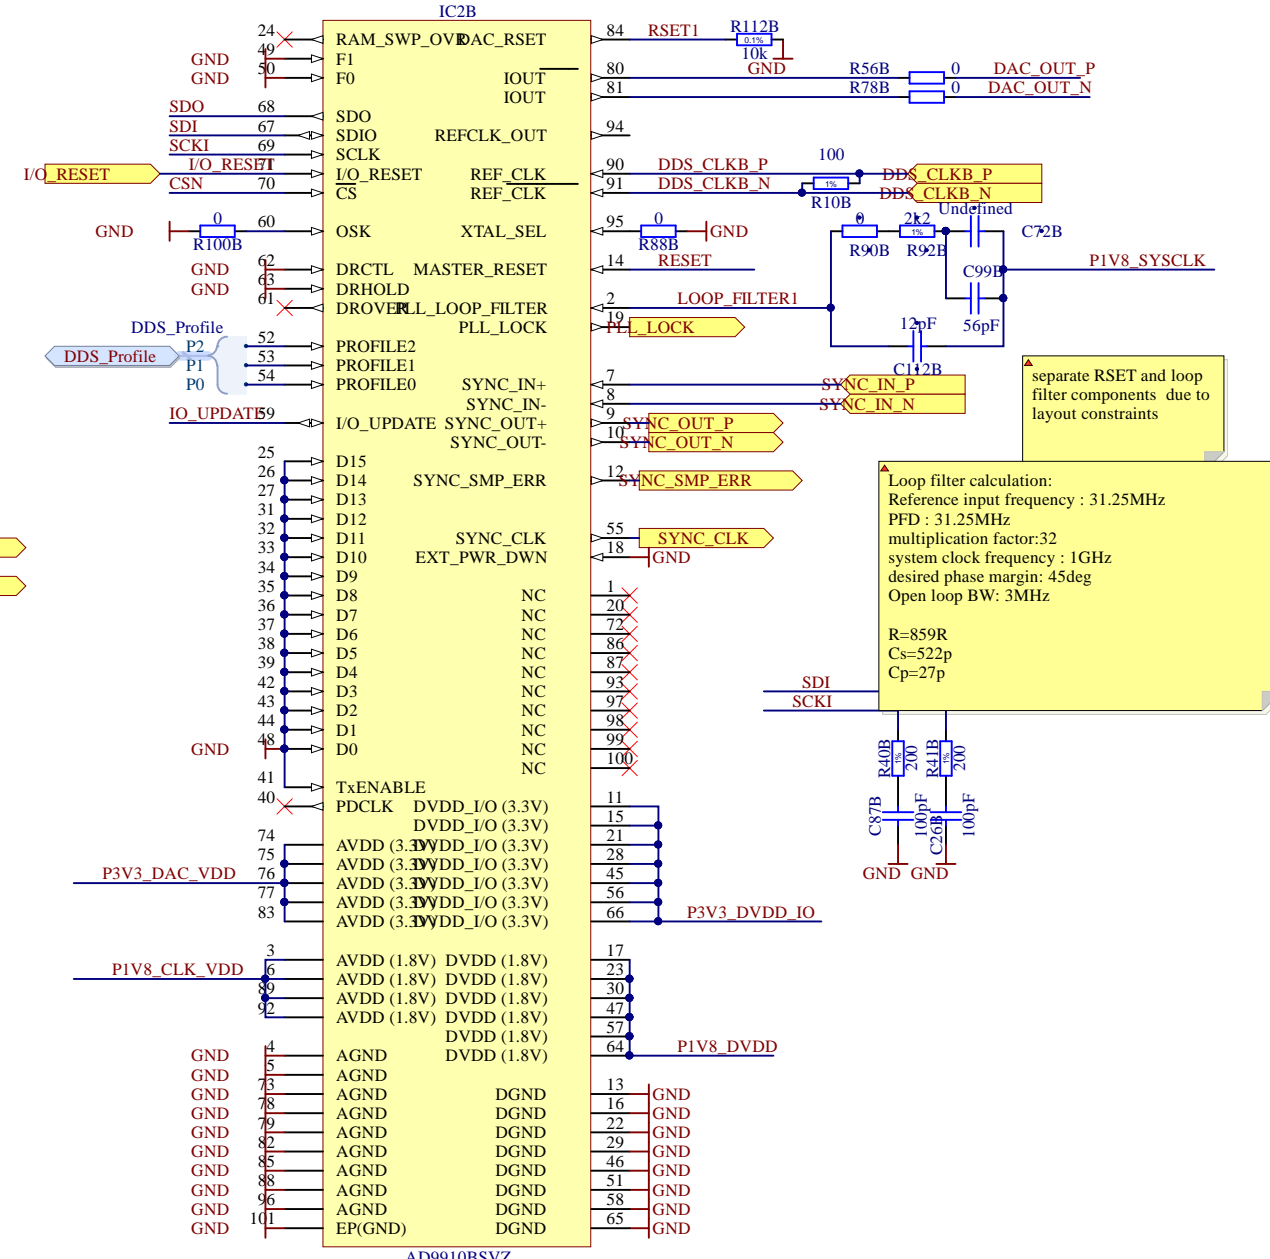 IC2B
24 RAM_SWP_OVR DAC_RSET 84 RSET1 R112B
0.1%
10k
GND
GND 49 F1
GND 50 F0 IOUT 80 R56B 0 DAC_OUT_P
IOUT 81 R78B 0 DAC_OUT_N
SDO 68 SDO
SDI 67 SDIO REFCLK_OUT 94
SCKI 69 SCLK
100
I/O_RESET I/O_RESET 71 I/O_RESET REF_CLK 90 DDS_CLKB_P DDS_CLKB_P
1%
CSN 70 CS REF_CLK 91 DDS_CLKB_N DDS_CLKB_N
R10B
Undefined
GND 0 60 OSK XTAL_SEL 95 0 GND 0 2k2 C72B
1%
R100B R88B R90B R92B
GND 62 DRCTL MASTER_RESET 14 RESET C99B P1V8_SYSCLK
GND 63 DRHOLD
61 DROVER PLL_LOOP_FILTER 2 LOOP_FILTER1
PLL_LOCK 19 PLL_LOCK 12pF 56pF
DDS_Profile
DDS_Profile P2 52 PROFILE2
P1 53 PROFILE1 C112B
P0 54 PROFILE0 SYNC_IN+ 7 SYNC_IN_P
SYNC_IN- 8 SYNC_IN_N
IO_UPDATE 59 I/O_UPDATE SYNC_OUT+ 9 SYNC_OUT_P
SYNC_OUT- 10 SYNC_OUT_N
separate RSET and loop
filter components due to
layout constraints
25 D15
26 D14 SYNC_SMP_ERR 12 SYNC_SMP_ERR
27 D13
31 D12
32 D11 SYNC_CLK 55 SYNC_CLK
33 D10 EXT_PWR_DWN 18 GND
34 D9
35 D8 NC 1
36 D7 NC 20
37 D6 NC 72
38 D5 NC 86
39 D4 NC 87
42 D3 NC 93
43 D2 NC 97
44 D1 NC 98
GND 48 D0 NC 99
NC 100
41 TxENABLE
Loop filter calculation:
Reference input frequency : 31.25MHz
PFD : 31.25MHz
multiplication factor:32
system clock frequency : 1GHz
desired phase margin: 45deg
Open loop BW: 3MHz
R=859R
Cs=522p
Cp=27p
SDI
SCKI
R40B 1% 200 R41B 1% 200
C87B 100pF C26B 100pF
GND GND
40 PDCLK DVDD_I/O (3.3V) 11
DVDD_I/O (3.3V) 15
74 AVDD (3.3V) DVDD_I/O (3.3V) 21
75 AVDD (3.3V) DVDD_I/O (3.3V) 28
P3V3_DAC_VDD 76 AVDD (3.3V) DVDD_I/O (3.3V) 45
77 AVDD (3.3V) DVDD_I/O (3.3V) 56
83 AVDD (3.3V) DVDD_I/O (3.3V) 66 P3V3_DVDD_IO
3 AVDD (1.8V) DVDD (1.8V) 17
P1V8_CLK_VDD 6 AVDD (1.8V) DVDD (1.8V) 23
89 AVDD (1.8V) DVDD (1.8V) 30
92 AVDD (1.8V) DVDD (1.8V) 47
DVDD (1.8V) 57
GND 4 AGND DVDD (1.8V) 64 P1V8_DVDD
GND 5 AGND
GND 73 AGND DGND 13 GND
GND 78 AGND DGND 16 GND
GND 79 AGND DGND 22 GND
GND 82 AGND DGND 29 GND
GND 85 AGND DGND 46 GND
GND 88 AGND DGND 51 GND
GND 96 AGND DGND 58 GND
GND 101 EP(GND) DGND 65 GND
AD9910BSVZ